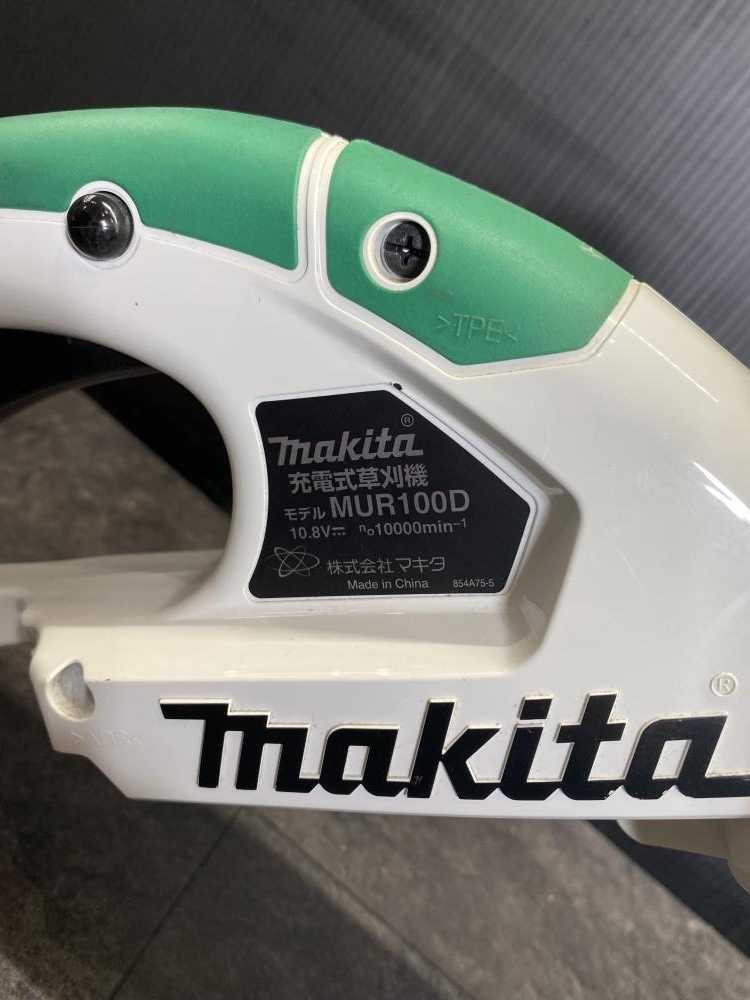 >TPE<
makita®
充電式草刈機
モデル MUR100D
10.8V⎓ n₀10000min⁻¹
株式会社 マキタ
Made in China 854A75-5
®
makita